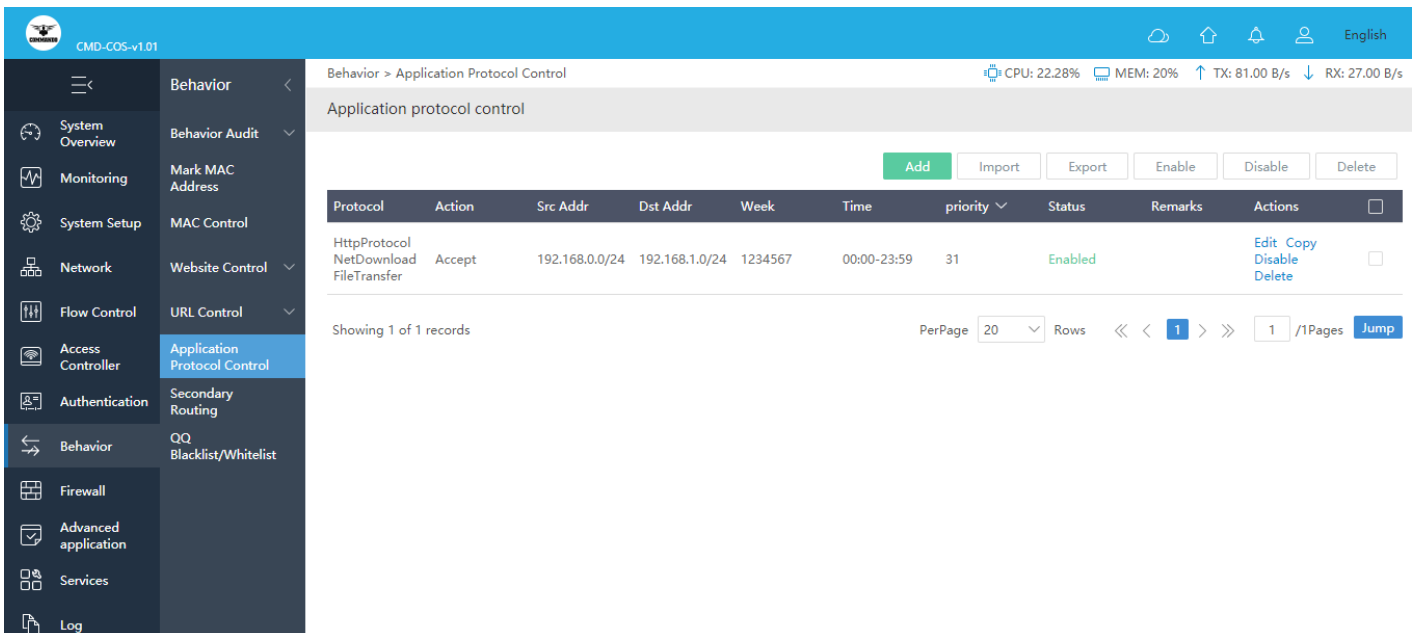 COMMANDO
CMD-COS-v1.01
English
Behavior
Behavior > Application Protocol Control
CPU: 22.28%
MEM: 20%
TX: 81.00 B/s
RX: 27.00 B/s
Application protocol control
System
Overview
Monitoring
System Setup
Network
Flow Control
Access
Controller
Authentication
Behavior
Firewall
Advanced
application
Services
Log
Behavior Audit
Mark MAC
Address
MAC Control
Website Control
URL Control
Application
Protocol Control
Secondary
Routing
QQ
Blacklist/Whitelist
Add
Import
Export
Enable
Disable
Delete
Protocol Action Src Addr Dst Addr Week Time priority Status Remarks Actions
HttpProtocol
NetDownload
FileTransfer
Accept 192.168.0.0/24 192.168.1.0/24 1234567 00:00-23:59 31 Enabled
Edit Copy
Disable
Delete
Showing 1 of 1 records
PerPage 20 Rows 1 1 /1Pages Jump